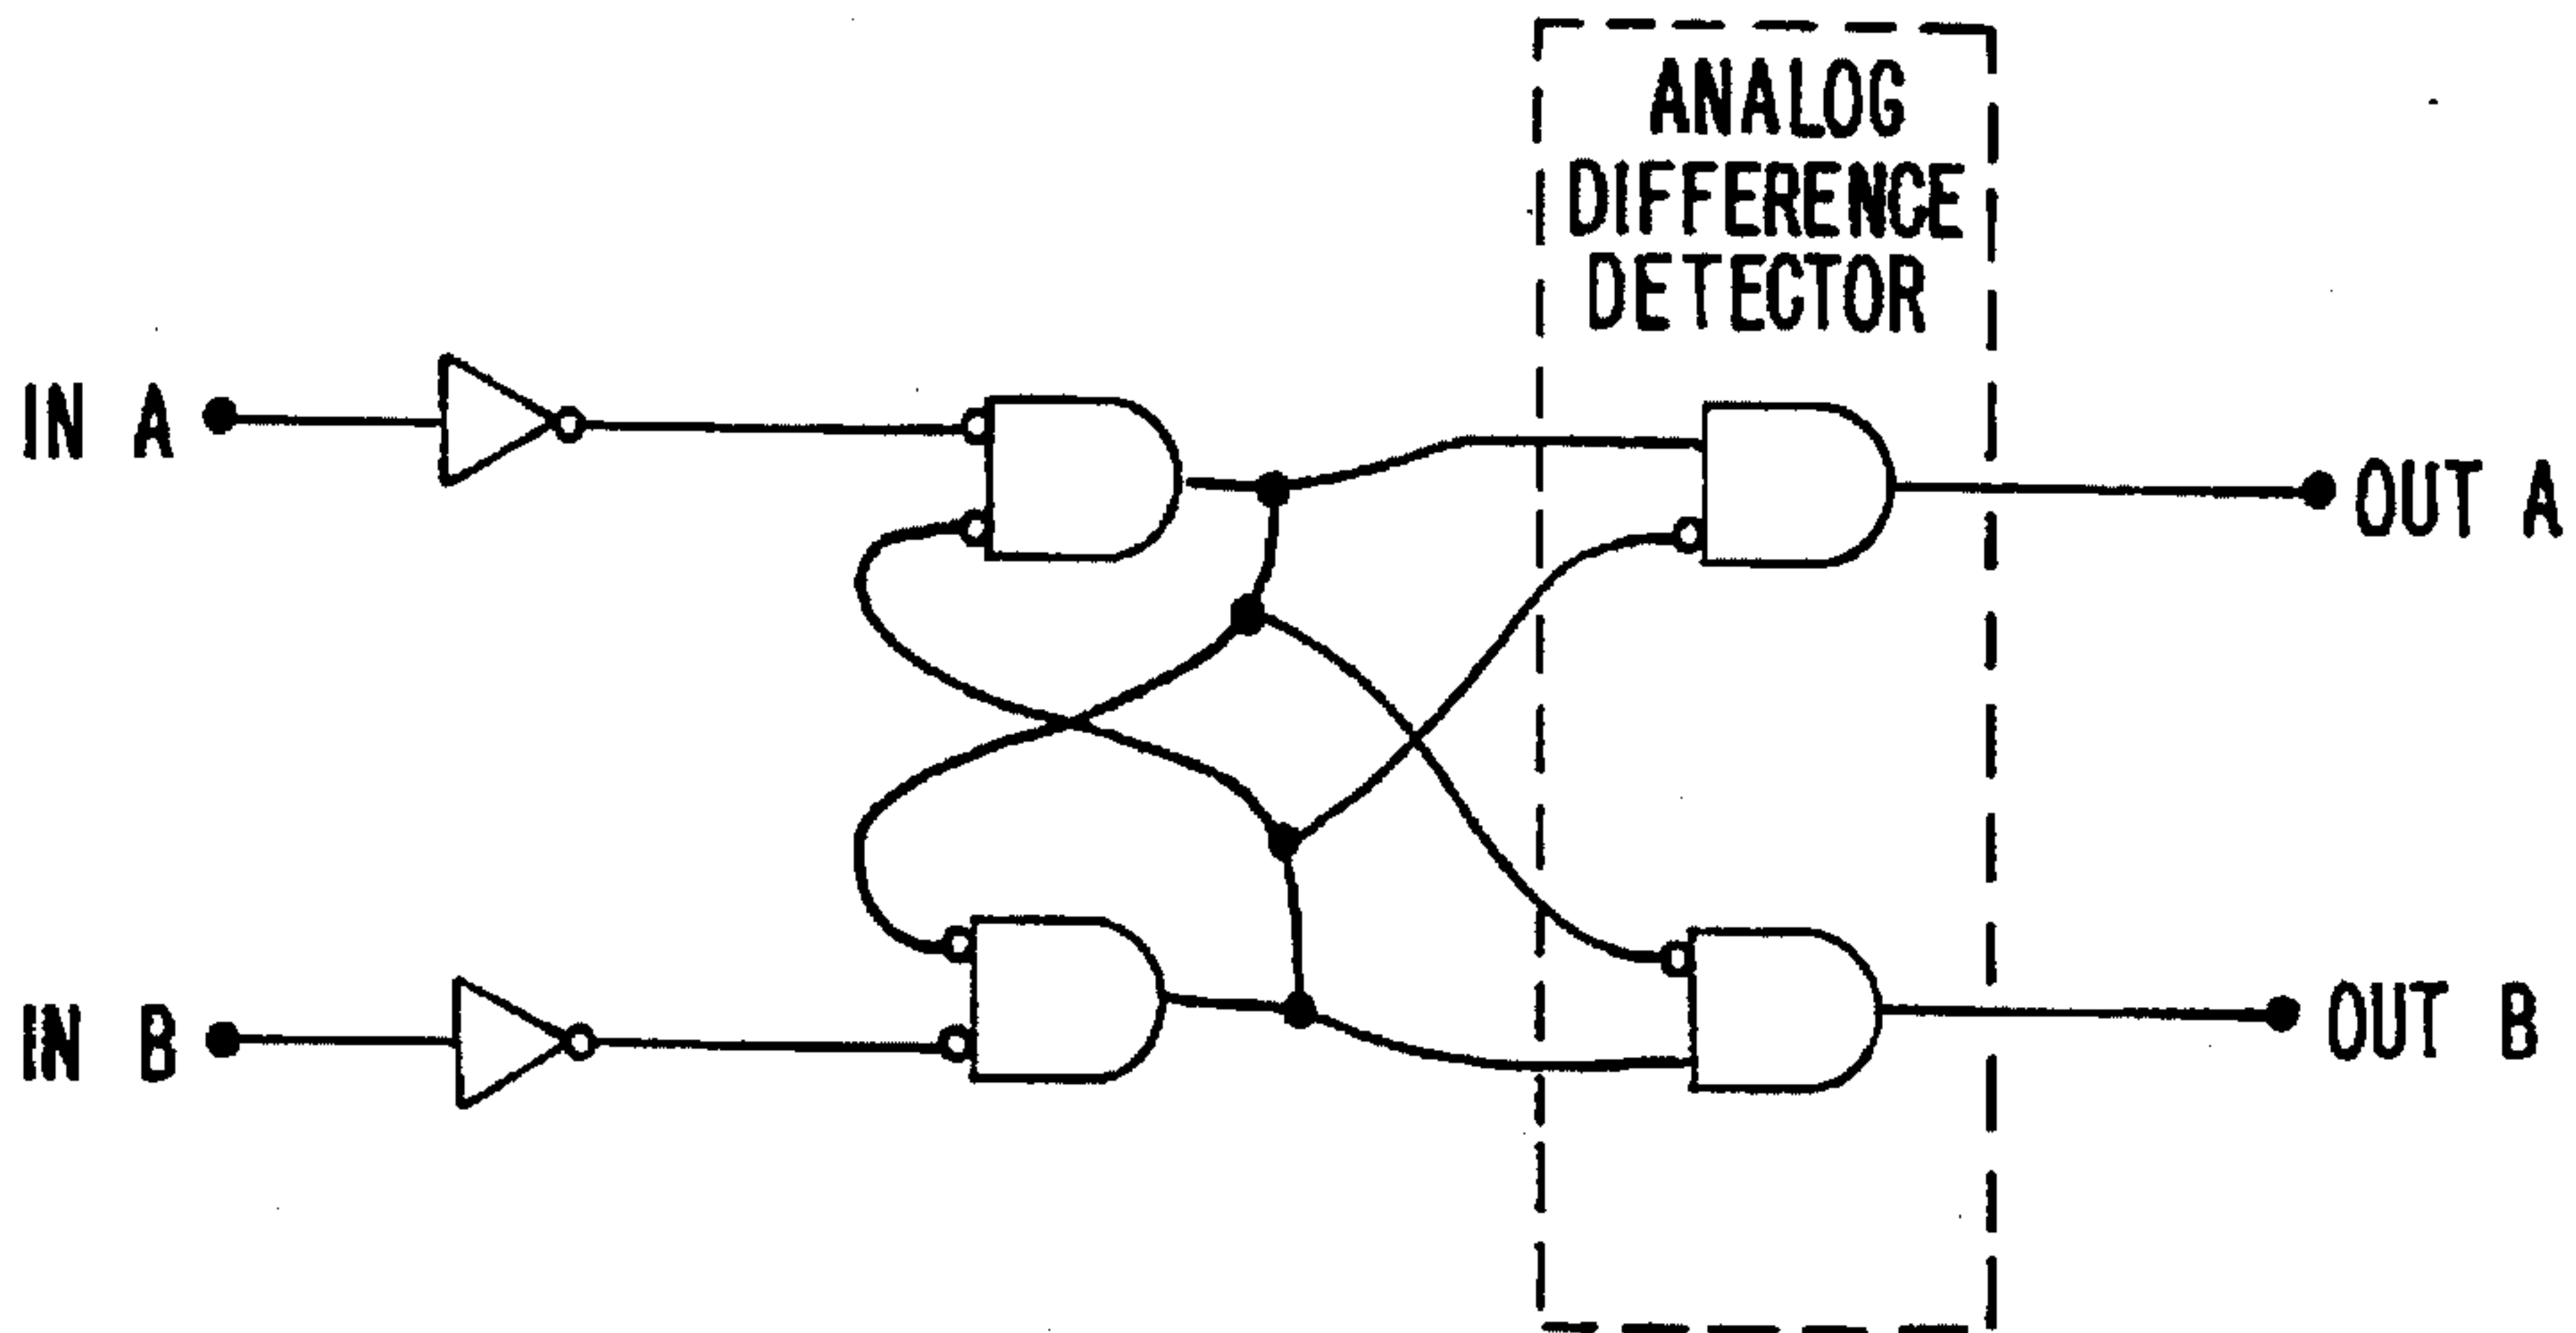 ANALOG
DIFFERENCE
DETECTOR
IN A
OUT A
IN B
OUT B